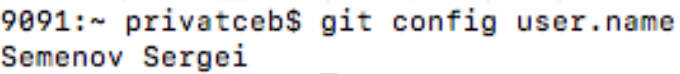 9091:~ privatceb$ git config user.name
Semenov Sergei